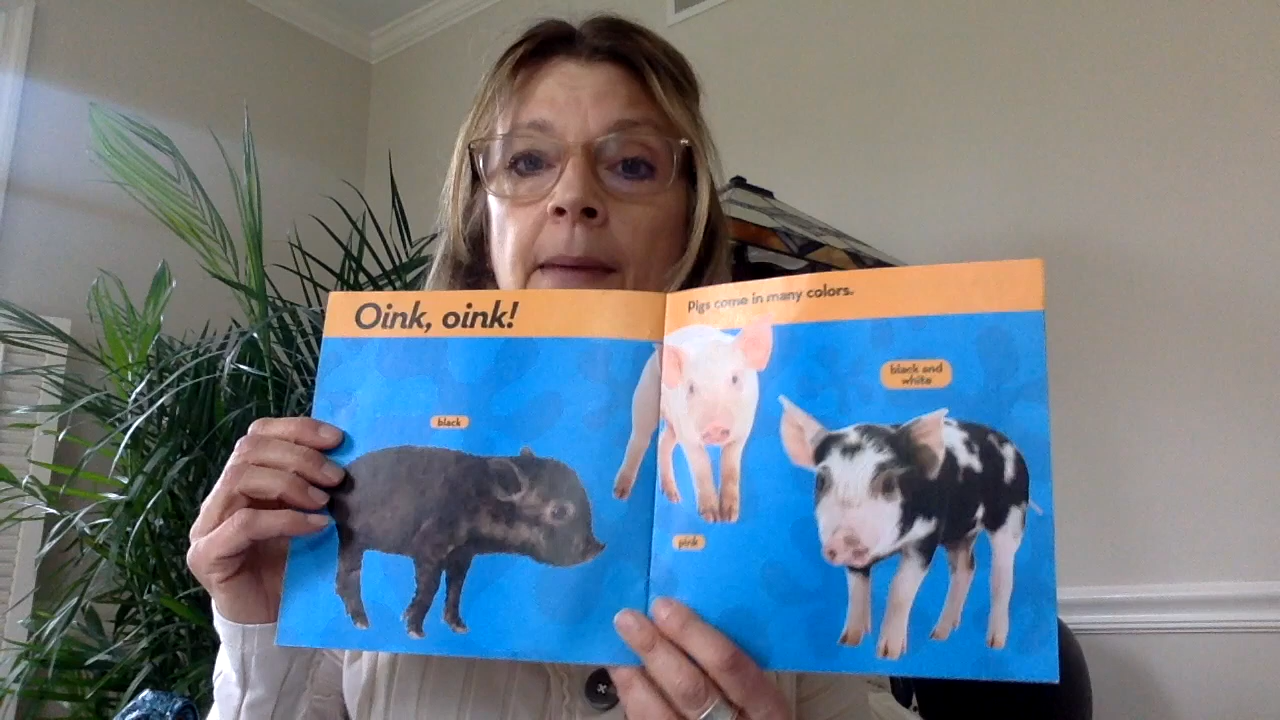 Oink, oink!
black
Pigs come in many colors.
pink
black and
white